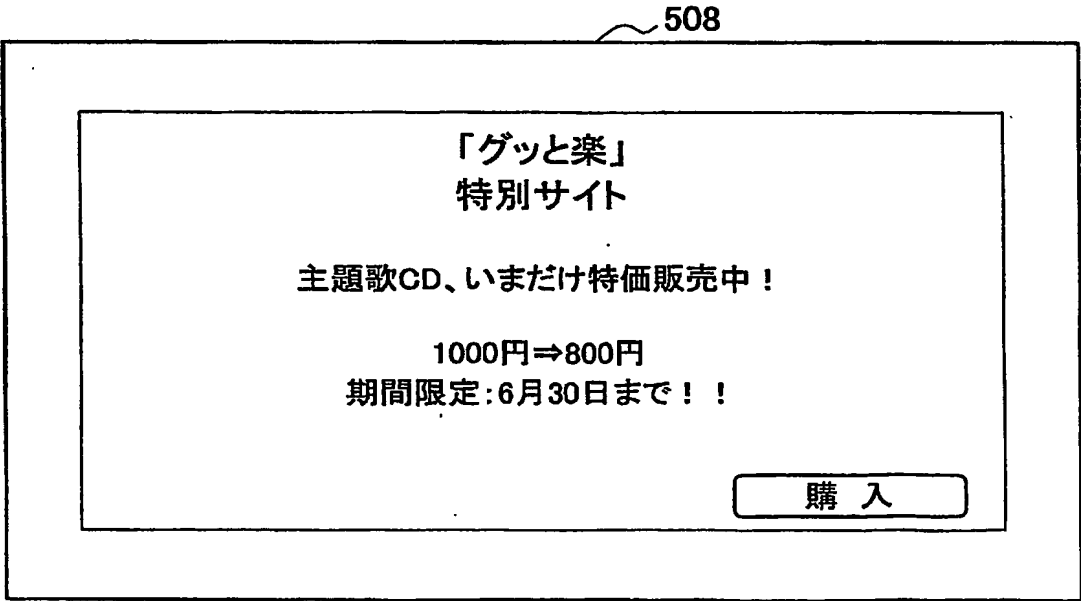 508
「グッと楽」
特別サイト
主題歌CD、いまだけ特価販売中！
1000円⇒800円
期間限定:6月30日まで！！
購 入